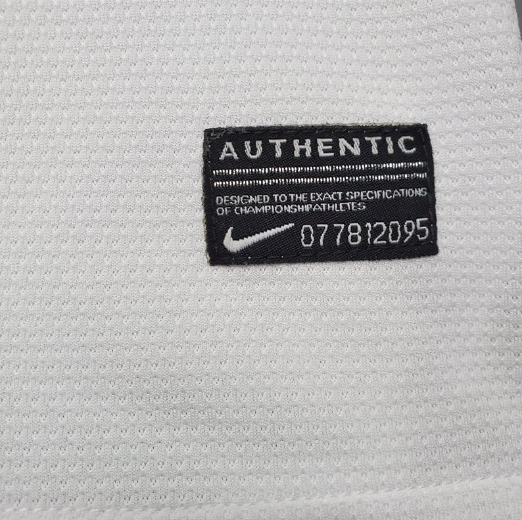 AUTHENTIC
DESIGNED TO THE EXACT SPECIFICATIONS
OF CHAMPIONSHIPATHLETES
077812095